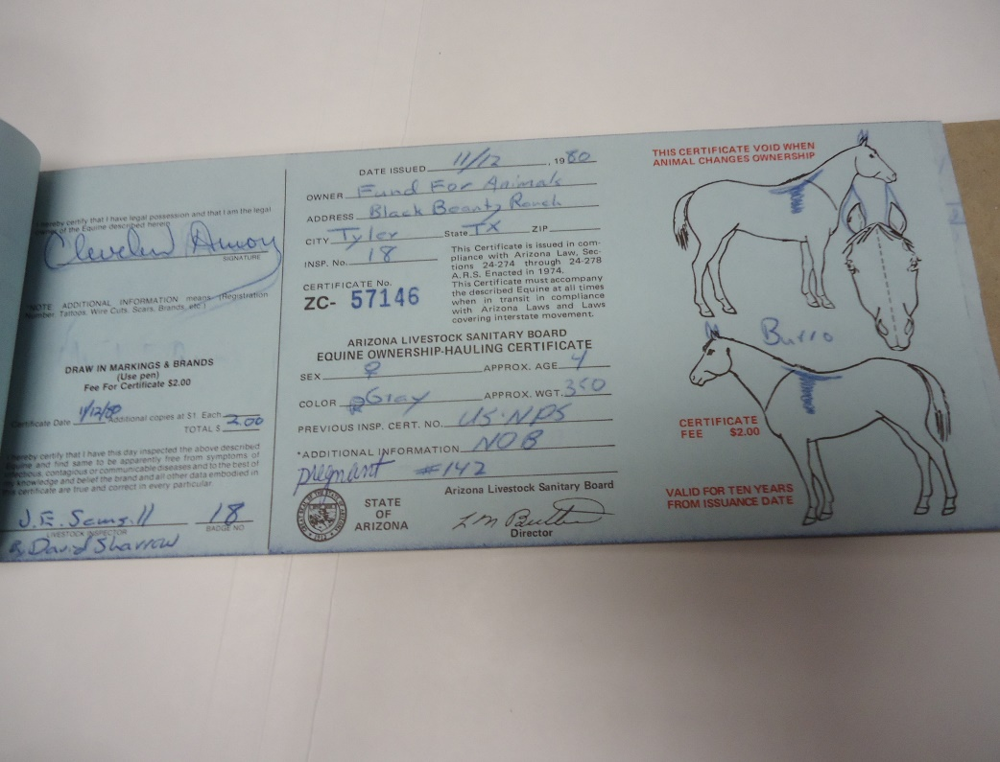 I hereby certify that I have legal possession and that I am the legal
owner of the Equine described herein
Cleveland Amory
SIGNATURE
NOTE ADDITIONAL INFORMATION means (Registration
Number Tattoos, Wire Cuts, Scars, Brands, etc.)
DRAW IN MARKINGS & BRANDS
(Use pen)
Fee For Certificate $2.00
Certificate Date 11/12/80 Additional copies at $1. Each
TOTAL $ 2.00
I hereby certify that I have this day inspected the above described
Equine and find same to be apparently free from symptoms of
infectious, contagious or communicable diseases and to the best of
my knowledge and belief the brand and all other data embodied in
this certificate are true and correct in every particular.
J.E. 18
LIVESTOCK INSPECTOR BADGE NO
By David Sharrow
DATE ISSUED 11/12, 1980
OWNER Fund For Animals
ADDRESS Black Beauty Ranch
CITY Tyler State TX ZIP
INSP. No. 18
This Certificate is issued in com-
pliance with Arizona Law, Sec-
tions 24-274 through 24-278
A.R.S. Enacted in 1974.
This Certificate must accompany
the described Equine at all times
when in transit in compliance
with Arizona Laws and Laws
covering interstate movement.
CERTIFICATE No.
ZC- 57146
ARIZONA LIVESTOCK SANITARY BOARD
EQUINE OWNERSHIP-HAULING CERTIFICATE
SEX ♀ APPROX. AGE 4
COLOR Gray APPROX. WGT. 350
PREVIOUS INSP. CERT. NO. US-NPS
*ADDITIONAL INFORMATION NOB
pregnant #142
STATE
OF
ARIZONA
Arizona Livestock Sanitary Board
Director
THIS CERTIFICATE VOID WHEN
ANIMAL CHANGES OWNERSHIP
Burro
CERTIFICATE
FEE $2.00
VALID FOR TEN YEARS
FROM ISSUANCE DATE